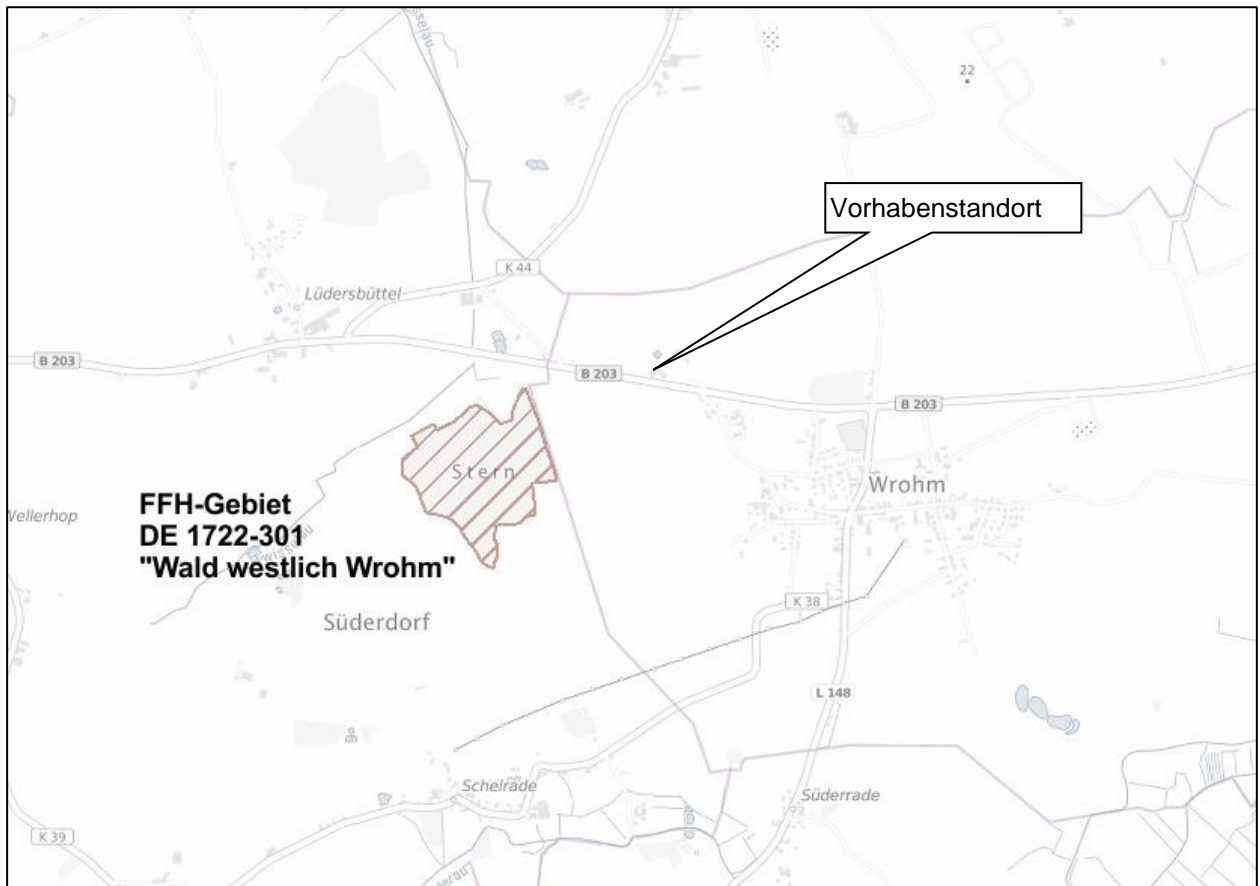 22
Vorhabenstandort
K 44
Lüdersbüttel
B 203
B 203
B 203
Stern
Wrohm
FFH-Gebiet
DE 1722-301
"Wald westlich Wrohm"
Süderdorf
K 38
L 148
Schelrade
Süderrade
K 39